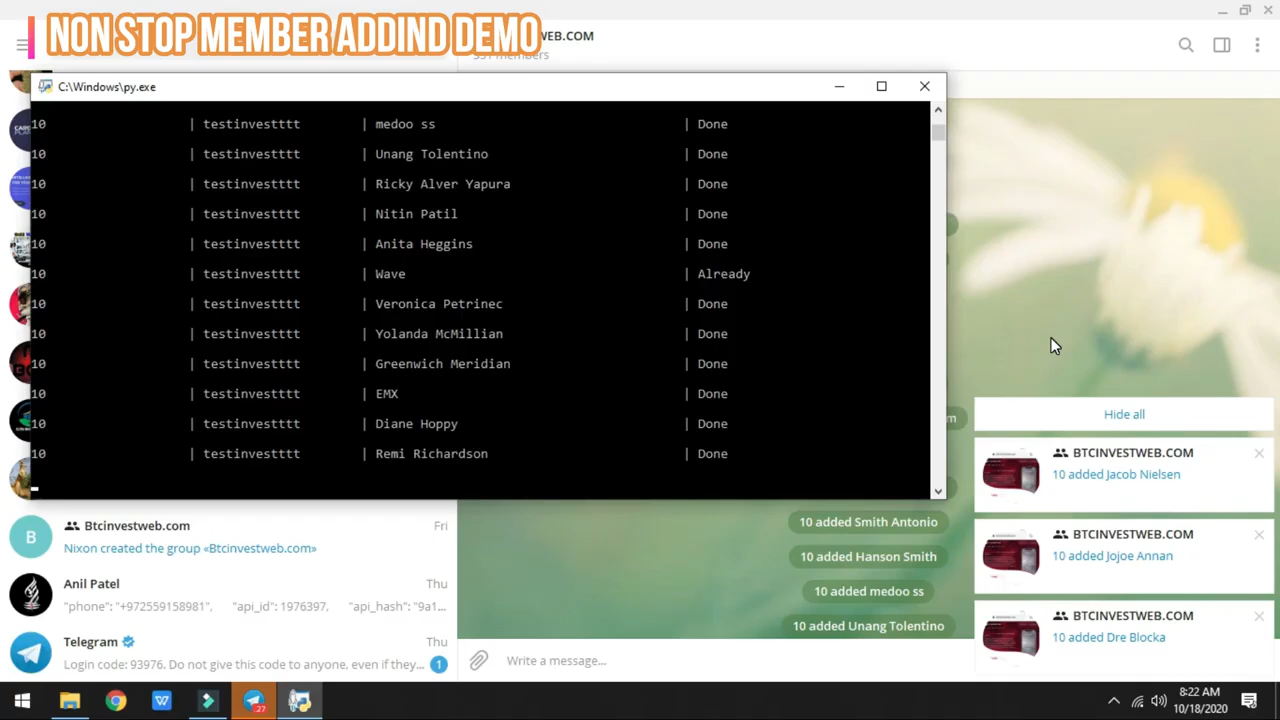 NON STOP MEMBER ADDIND DEMO
WEB.COM
members
C:\Windows\py.exe
10 | testinvestttt | medoo ss | Done
10 | testinvestttt | Unang Tolentino | Done
10 | testinvestttt | Ricky Alver Yapura | Done
10 | testinvestttt | Nitin Patil | Done
10 | testinvestttt | Anita Heggins | Done
10 | testinvestttt | Wave | Already
10 | testinvestttt | Veronica Petrinec | Done
10 | testinvestttt | Yolanda McMillian | Done
10 | testinvestttt | Greenwich Meridian | Done
10 | testinvestttt | EMX | Done
10 | testinvestttt | Diane Hoppy | Done
10 | testinvestttt | Remi Richardson | Done
m
Hide all
BTCINVESTWEB.COM
10 added Jacob Nielsen
BTCINVESTWEB.COM
10 added Jojoe Annan
BTCINVESTWEB.COM
10 added Dre Blocka
10 added Smith Antonio
10 added Hanson Smith
10 added medoo ss
10 added Unang Tolentino
B
Btcinvestweb.com Fri
Nixon created the group «Btcinvestweb.com»
Anil Patel Thu
"phone": "+972559158981", "api_id": 1976397, "api_hash": "9a1...
Telegram Thu
Login code: 93976. Do not give this code to anyone, even if they... 1
Write a message...
27
8:22 AM
10/18/2020